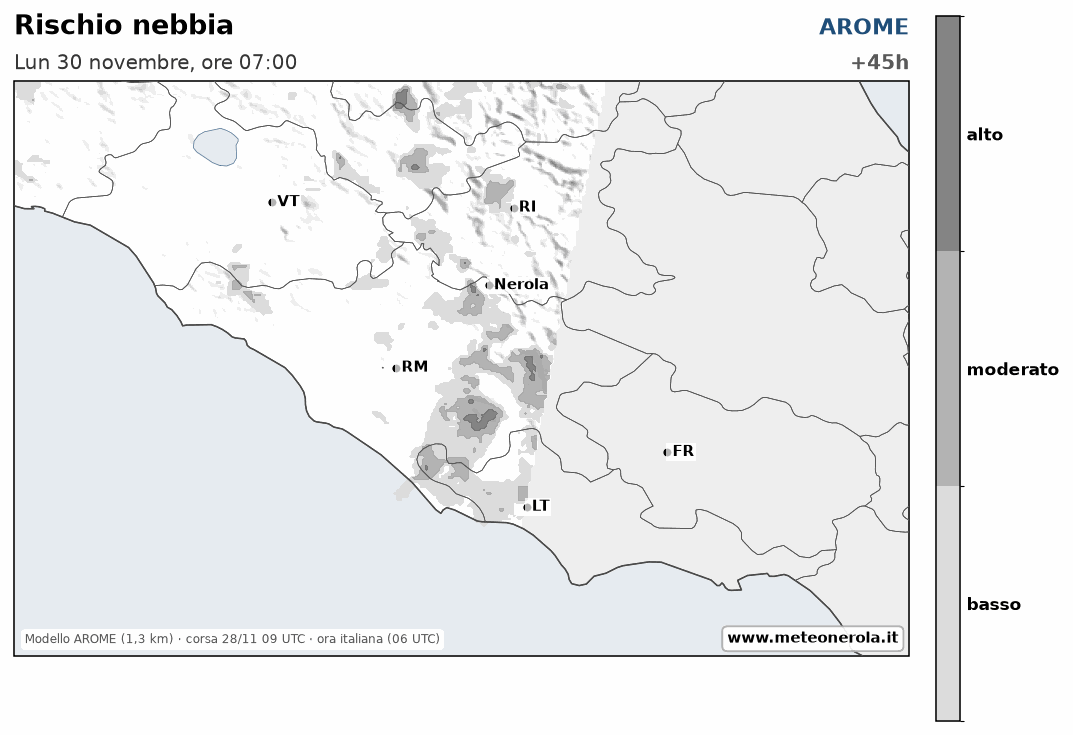 Rischio nebbia
AROME
Lun 30 novembre, ore 07:00
+45h
alto
VT
RI
Nerola
RM
moderato
FR
LT
basso
Modello AROME (1,3 km) · corsa 28/11 09 UTC · ora italiana (06 UTC)
www.meteonerola.it